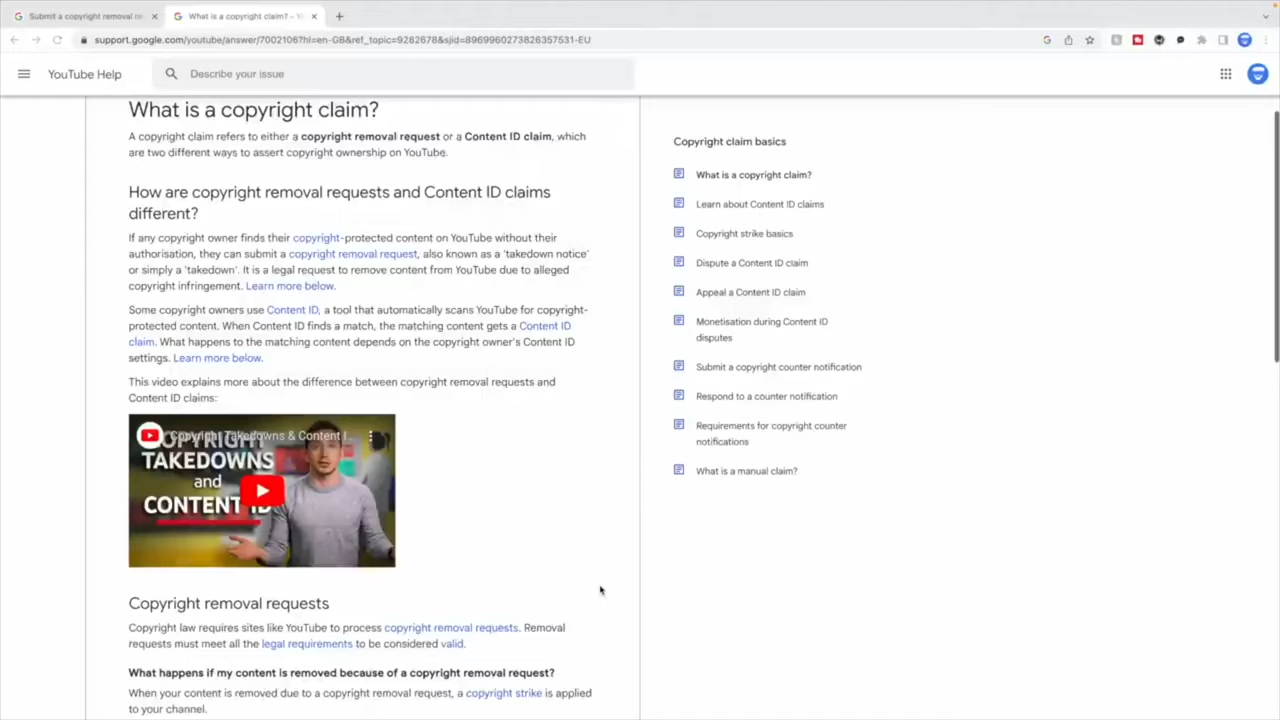 Submit a copyright removal re
What is a copyright claim? - Y
support.google.com/youtube/answer/7002106?hl=en-GB&ref_topic=9282678&sjid=8969960273826357531-EU
YouTube Help
Describe your issue
What is a copyright claim?
A copyright claim refers to either a copyright removal request or a Content ID claim, which
are two different ways to assert copyright ownership on YouTube.
How are copyright removal requests and Content ID claims
different?
If any copyright owner finds their copyright-protected content on YouTube without their
authorisation, they can submit a copyright removal request, also known as a 'takedown notice'
or simply a 'takedown'. It is a legal request to remove content from YouTube due to alleged
copyright infringement. Learn more below.
Some copyright owners use Content ID, a tool that automatically scans YouTube for copyright-
protected content. When Content ID finds a match, the matching content gets a Content ID
claim. What happens to the matching content depends on the copyright owner's Content ID
settings. Learn more below.
This video explains more about the difference between copyright removal requests and
Content ID claims:
Copyright Takedowns & Content I...
COPYRIGHT
TAKEDOWNS
and
CONTENT ID
Copyright removal requests
Copyright law requires sites like YouTube to process copyright removal requests. Removal
requests must meet all the legal requirements to be considered valid.
What happens if my content is removed because of a copyright removal request?
When your content is removed due to a copyright removal request, a copyright strike is applied
to your channel.
Copyright claim basics
What is a copyright claim?
Learn about Content ID claims
Copyright strike basics
Dispute a Content ID claim
Appeal a Content ID claim
Monetisation during Content ID
disputes
Submit a copyright counter notification
Respond to a counter notification
Requirements for copyright counter
notifications
What is a manual claim?